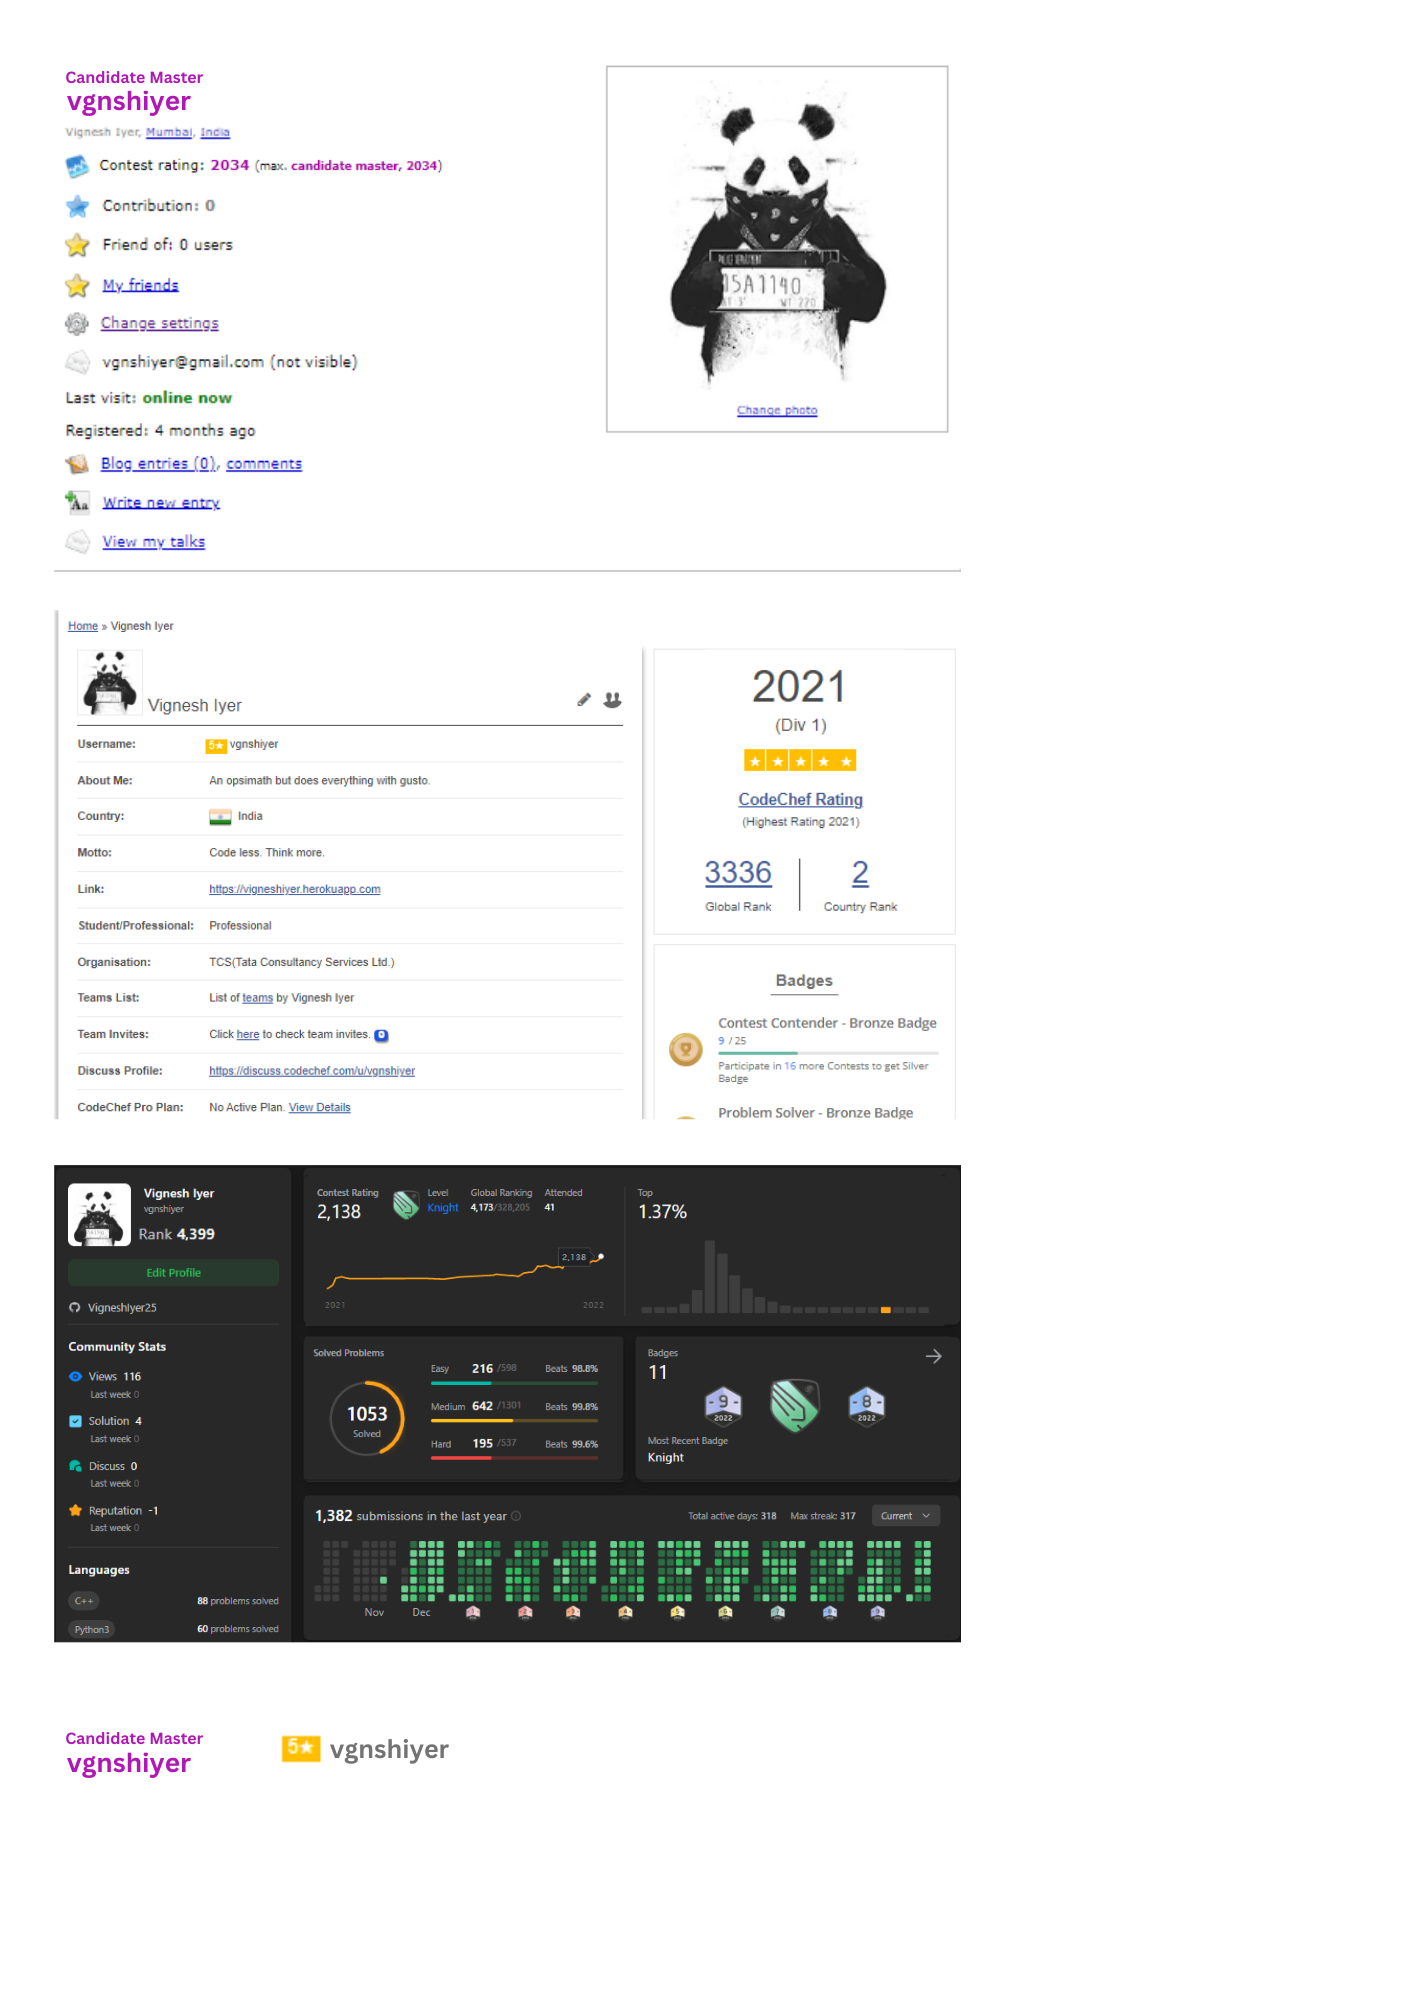 Candidate Master
vgnshiyer
Vignesh Iyer, Mumbai, India
Contest rating: 2034 (max. candidate master, 2034)
Contribution: 0
Friend of: 0 users
My friends
Change settings
vgnshiyer@gmail.com (not visible)
Last visit: online now
Registered: 4 months ago
Blog entries (0), comments
Write new entry
View my talks
POLICE DEPARTMENT
15A1140
WT 220
Change photo
Home » Vignesh Iyer
Vignesh Iyer
Username: 5★ vgnshiyer
About Me: An opsimath but does everything with gusto.
Country: India
Motto: Code less. Think more.
Link: https://vigneshiyer.herokuapp.com
Student/Professional: Professional
Organisation: TCS(Tata Consultancy Services Ltd.)
Teams List: List of teams by Vignesh Iyer
Team Invites: Click here to check team invites. 0
Discuss Profile: https://discuss.codechef.com/u/vgnshiyer
CodeChef Pro Plan: No Active Plan. View Details
2021
(Div 1)
★★★★★
CodeChef Rating
(Highest Rating 2021)
3336 2
Global Rank Country Rank
Badges
Contest Contender - Bronze Badge
9 / 25
Participate in 16 more Contests to get Silver
Badge
Problem Solver - Bronze Badge
Vignesh Iyer
vgnshiyer
Rank 4,399
Edit Profile
VigneshIyer25
Community Stats
Views 116
Last week 0
Solution 4
Last week 0
Discuss 0
Last week 0
Reputation -1
Last week 0
Languages
C++ 88 problems solved
Python3 60 problems solved
Contest Rating Level Global Ranking Attended
2,138 Knight 4,173/328,205 41
2,138
2021 2022
Top
1.37%
Solved Problems
1053
Solved
Easy 216 /598 Beats 98.8%
Medium 642 /1301 Beats 99.8%
Hard 195 /537 Beats 99.6%
Badges
11
9 2022
8 2022
Most Recent Badge
Knight
1,382 submissions in the last year Total active days: 318 Max streak: 317 Current
Nov Dec
Candidate Master
vgnshiyer
5★ vgnshiyer